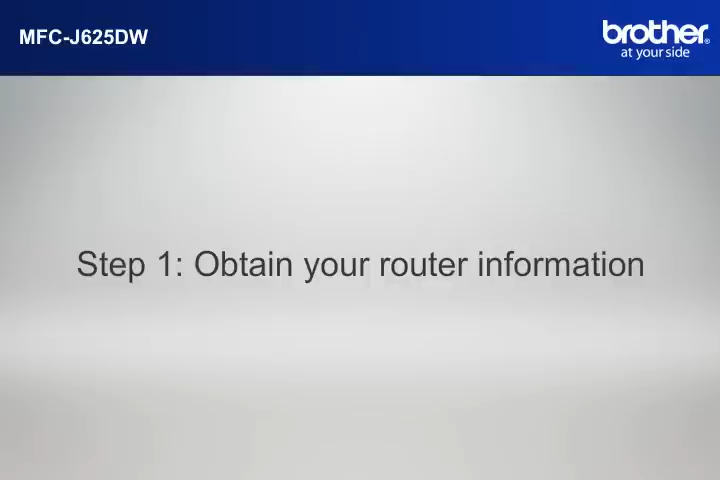 MFC-J625DW
brother
at your side
Step 1: Obtain your router information